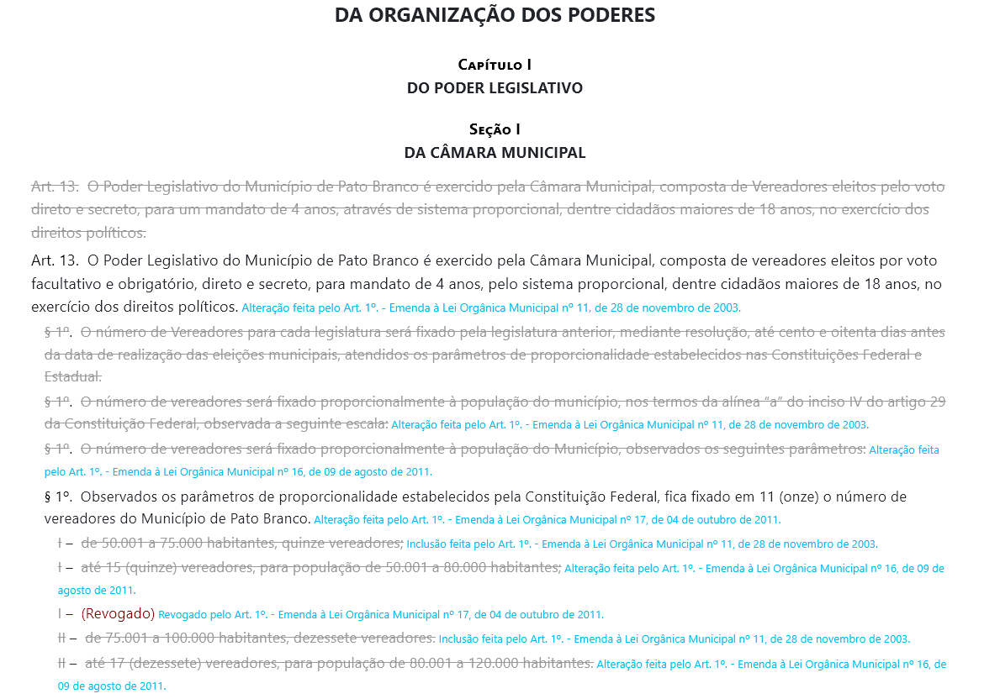 DA ORGANIZAÇÃO DOS PODERES
Capítulo I
DO PODER LEGISLATIVO
Seção I
DA CÂMARA MUNICIPAL
Art. 13. O Poder Legislativo do Município de Pato Branco é exercido pela Câmara Municipal, composta de Vereadores eleitos pelo voto
direto e secreto, para um mandato de 4 anos, através de sistema proporcional, dentre cidadãos maiores de 18 anos, no exercício dos
direitos políticos.
Art. 13. O Poder Legislativo do Município de Pato Branco é exercido pela Câmara Municipal, composta de vereadores eleitos por voto
facultativo e obrigatório, direto e secreto, para mandato de 4 anos, pelo sistema proporcional, dentre cidadãos maiores de 18 anos, no
exercício dos direitos políticos. Alteração feita pelo Art. 1º. - Emenda à Lei Orgânica Municipal nº 11, de 28 de novembro de 2003.
§ 1º. O número de Vereadores para cada legislatura será fixado pela legislatura anterior, mediante resolução, até cento e oitenta dias antes
da data de realização das eleições municipais, atendidos os parâmetros de proporcionalidade estabelecidos nas Constituições Federal e
Estadual.
§ 1º. O número de vereadores será fixado proporcionalmente à população do município, nos termos da alínea “a” do inciso IV do artigo 29
da Constituição Federal, observada a seguinte escala: Alteração feita pelo Art. 1º. - Emenda à Lei Orgânica Municipal nº 11, de 28 de novembro de 2003.
§ 1º. O número de vereadores será fixado proporcionalmente à população do Município, observados os seguintes parâmetros: Alteração feita
pelo Art. 1º. - Emenda à Lei Orgânica Municipal nº 16, de 09 de agosto de 2011.
§ 1º. Observados os parâmetros de proporcionalidade estabelecidos pela Constituição Federal, fica fixado em 11 (onze) o número de
vereadores do Município de Pato Branco. Alteração feita pelo Art. 1º. - Emenda à Lei Orgânica Municipal nº 17, de 04 de outubro de 2011.
I – de 50.001 a 75.000 habitantes, quinze vereadores; Inclusão feita pelo Art. 1º. - Emenda à Lei Orgânica Municipal nº 11, de 28 de novembro de 2003.
I – até 15 (quinze) vereadores, para população de 50.001 a 80.000 habitantes; Alteração feita pelo Art. 1º. - Emenda à Lei Orgânica Municipal nº 16, de 09 de
agosto de 2011.
I – (Revogado) Revogado pelo Art. 1º. - Emenda à Lei Orgânica Municipal nº 17, de 04 de outubro de 2011.
II – de 75.001 a 100.000 habitantes, dezessete vereadores. Inclusão feita pelo Art. 1º. - Emenda à Lei Orgânica Municipal nº 11, de 28 de novembro de 2003.
II – até 17 (dezessete) vereadores, para população de 80.001 a 120.000 habitantes. Alteração feita pelo Art. 1º. - Emenda à Lei Orgânica Municipal nº 16, de
09 de agosto de 2011.